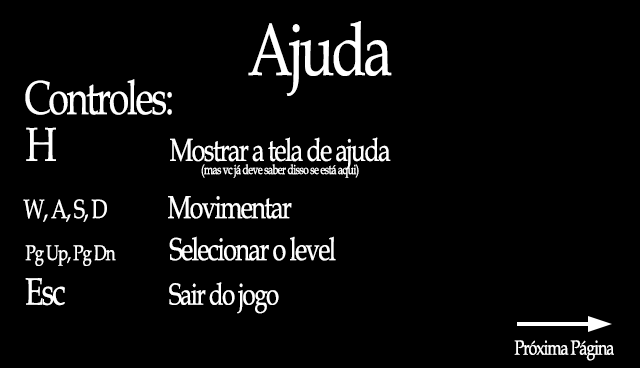 Ajuda
Controles:
H Mostrar a tela de ajuda
(mas vc já deve saber disso se está aqui)
W, A, S, D Movimentar
Pg Up, Pg Dn Selecionar o level
Esc Sair do jogo
Próxima Página